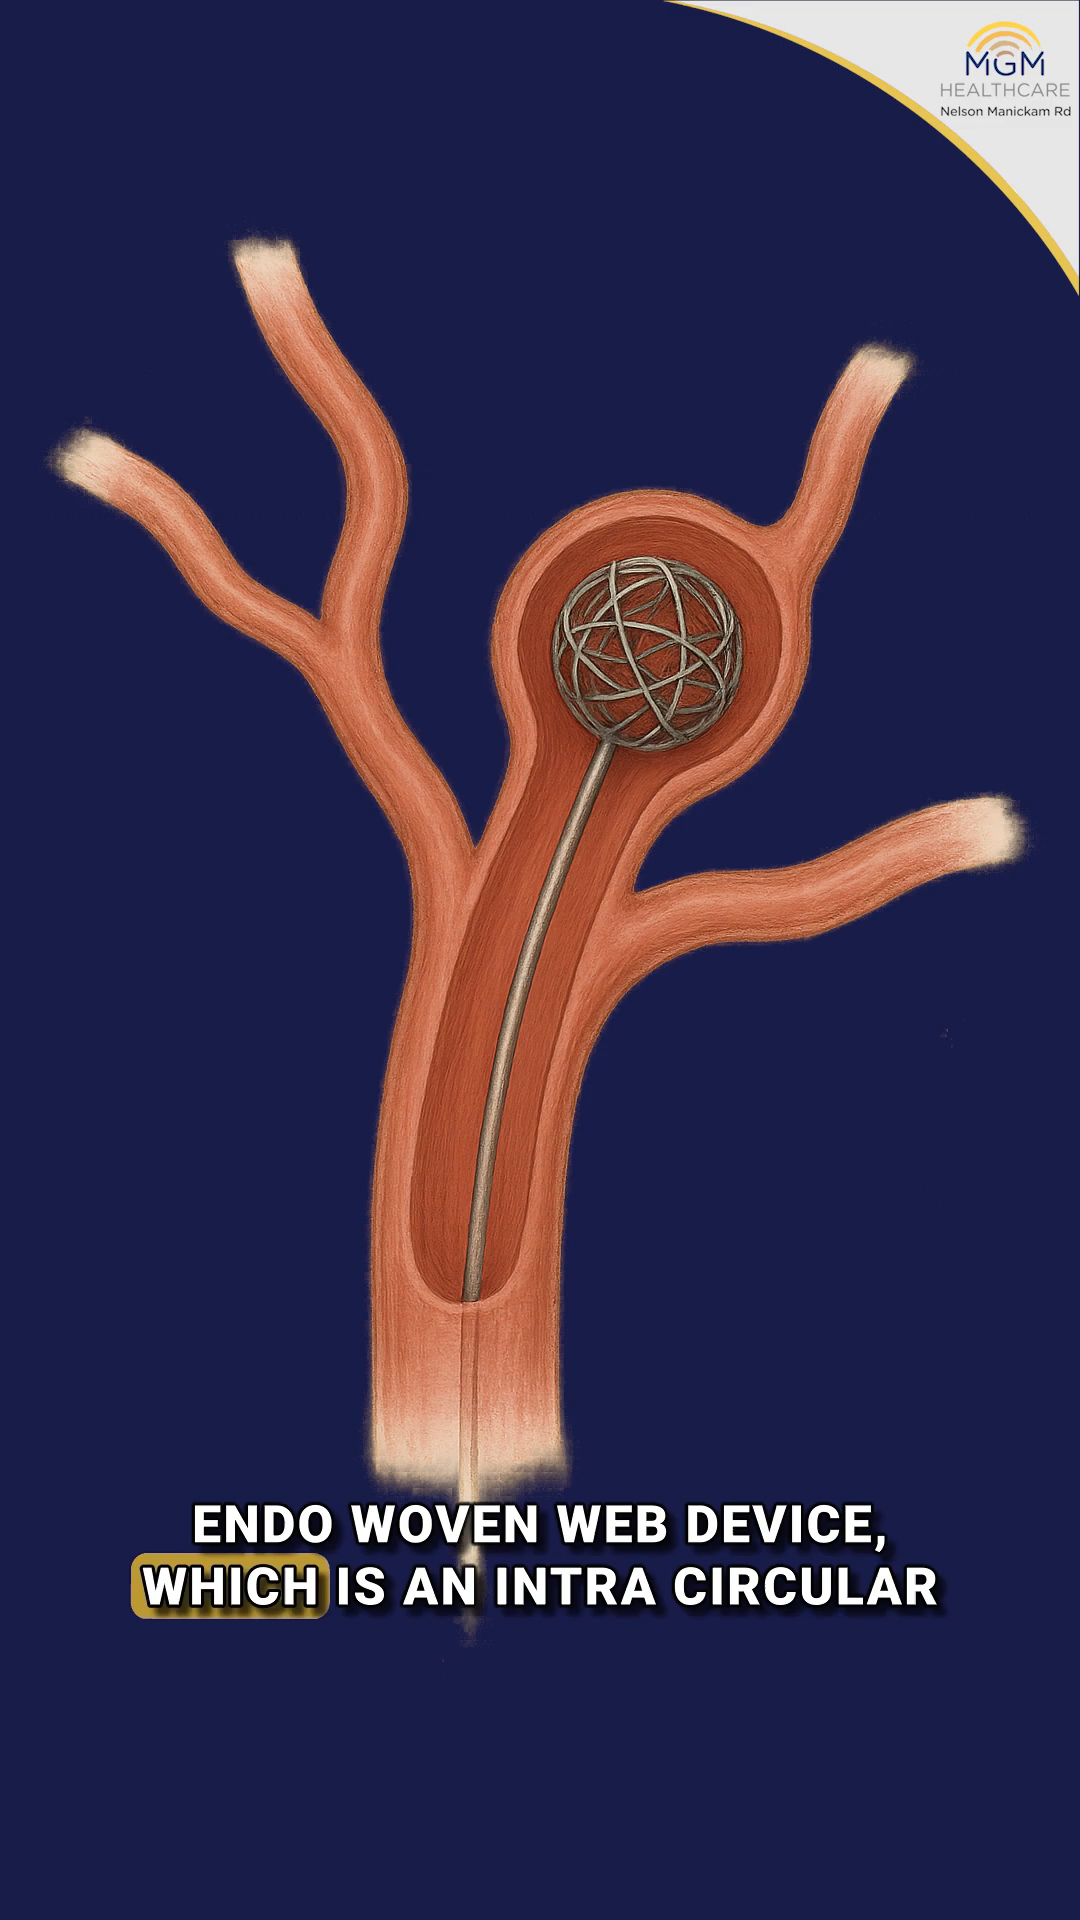 MGM
HEALTHCARE
Nelson Manickam Rd
ENDO WOVEN WEB DEVICE,
WHICH IS AN INTRA CIRCULAR